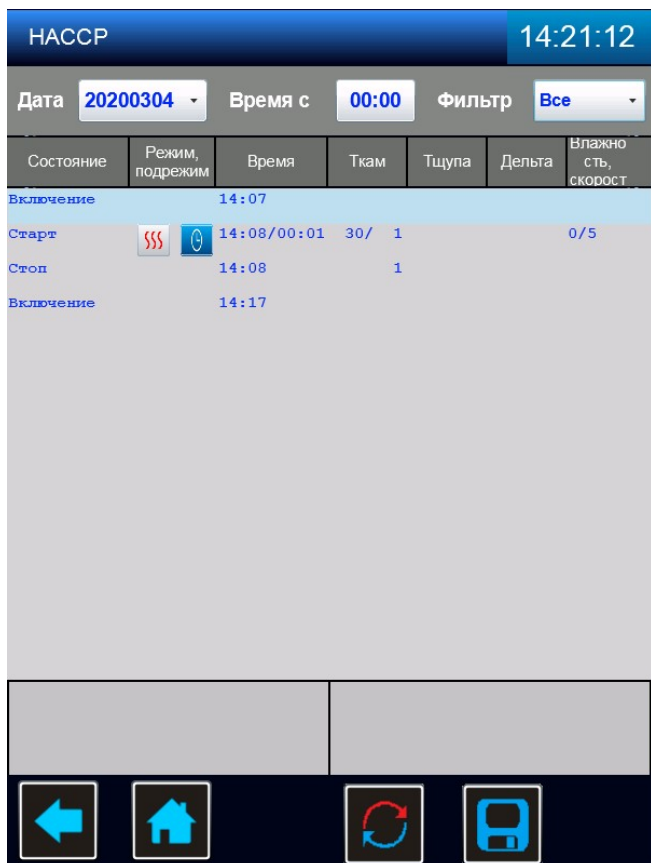 HACCP 14:21:12
Дата 20200304 Время с 00:00 Фильтр Все
Состояние Режим, подрежим Время Ткам Тщупа Дельта Влажно сть, скорост
Включение 14:07
Старт 14:08/00:01 30/ 1 0/5
Стоп 14:08 1
Включение 14:17